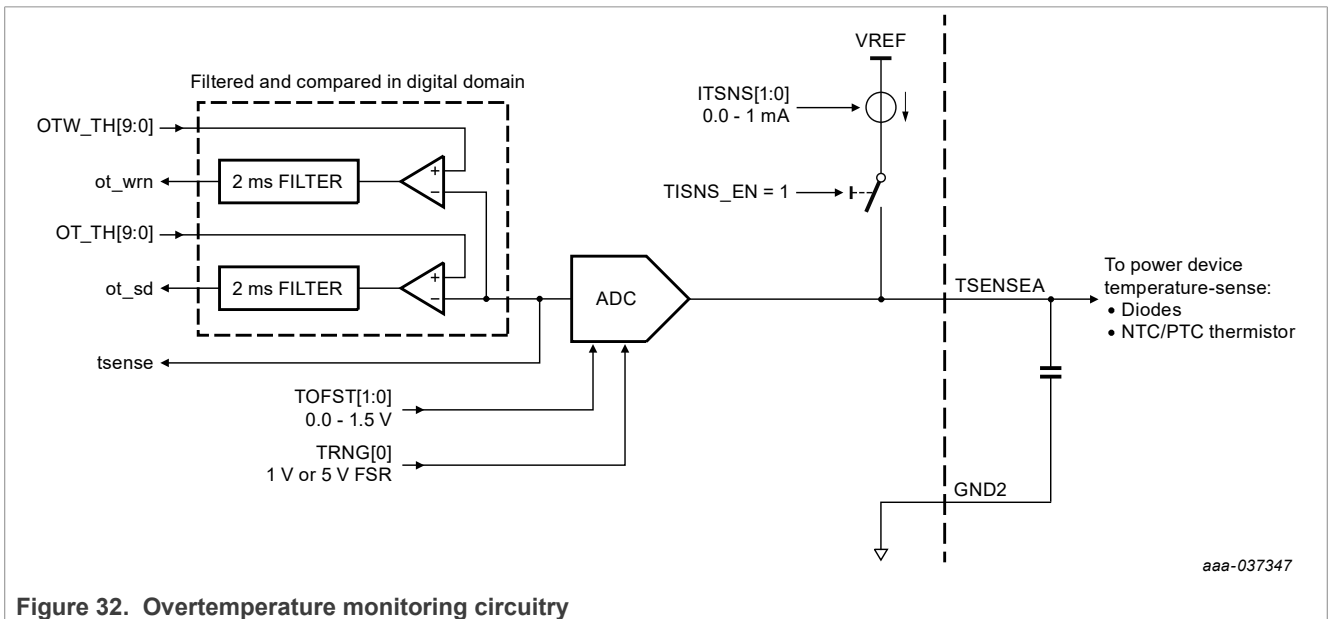 Filtered and compared in digital domain
OTW_TH[9:0]
ot_wrn
2 ms FILTER
+
−
OT_TH[9:0]
ot_sd
2 ms FILTER
+
−
tsense
ADC
TOFST[1:0]
0.0 - 1.5 V
TRNG[0]
1 V or 5 V FSR
VREF
ITSNS[1:0]
0.0 - 1 mA
TISNS_EN = 1
TSENSEA
To power device
temperature-sense:
• Diodes
• NTC/PTC thermistor
GND2
aaa-037347
Figure 32. Overtemperature monitoring circuitry